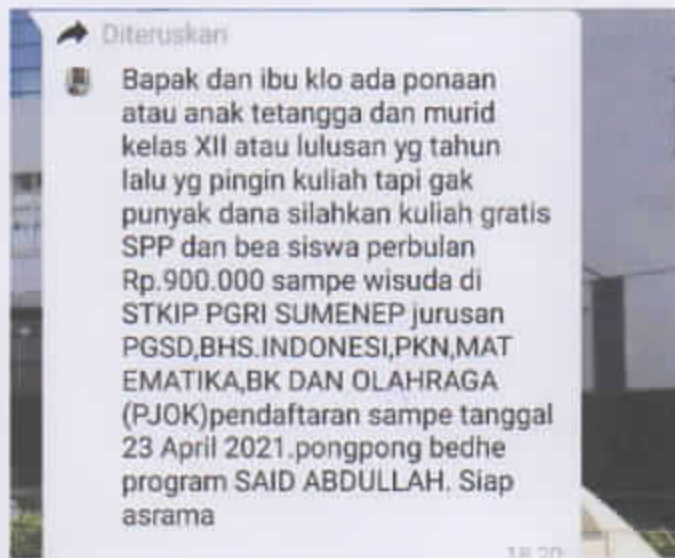 Diteruskan
Bapak dan ibu klo ada ponaan
atau anak tetangga dan murid
kelas XII atau lulusan yg tahun
lalu yg pingin kuliah tapi gak
punyak dana silahkan kuliah gratis
SPP dan bea siswa perbulan
Rp.900.000 sampe wisuda di
STKIP PGRI SUMENEP jurusan
PGSD,BHS.INDONESI,PKN,MAT
EMATIKA,BK DAN OLAHRAGA
(PJOK)pendaftaran sampe tanggal
23 April 2021.pongpong bedhe
program SAID ABDULLAH. Siap
asrama
18.20